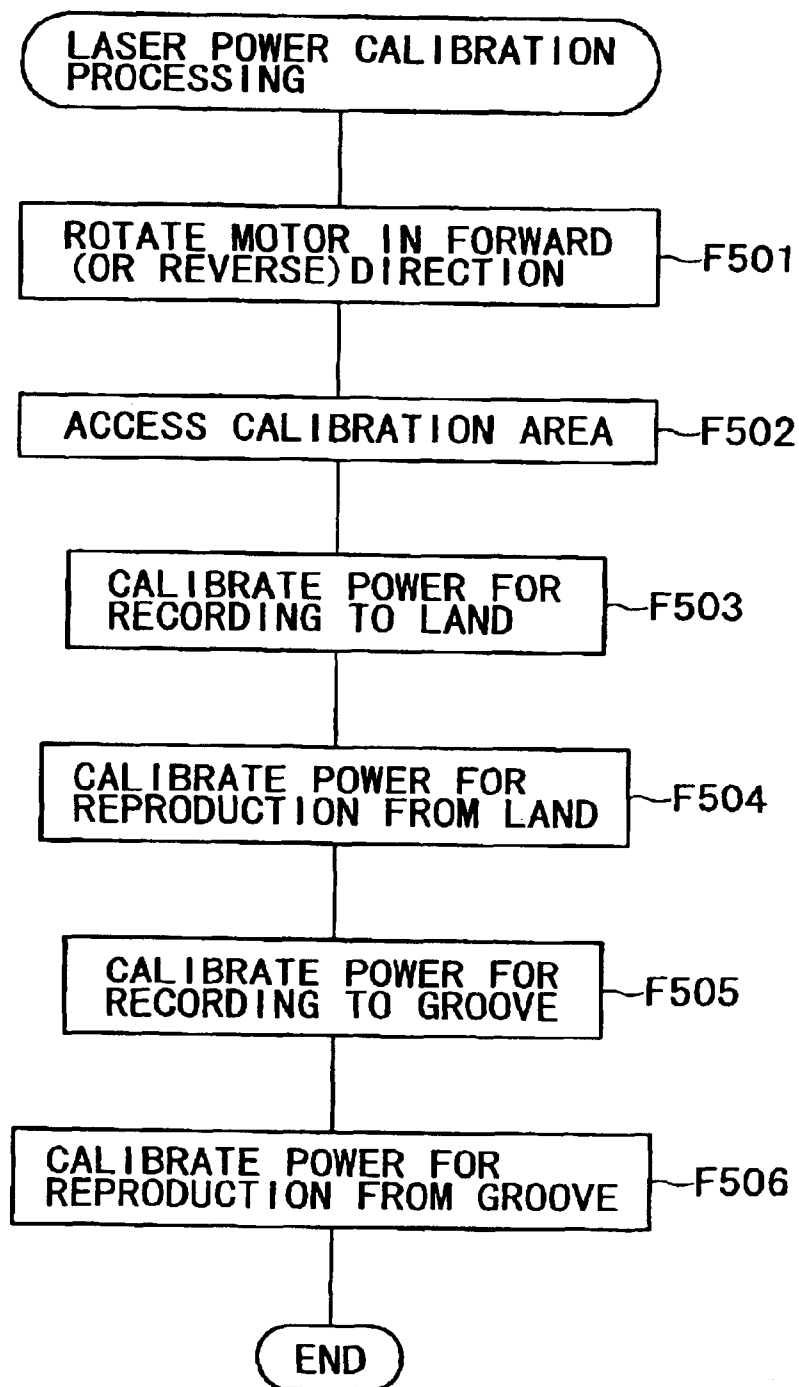 LASER POWER CALIBRATION
PROCESSING
ROTATE MOTOR IN FORWARD
(OR REVERSE) DIRECTION
F501
ACCESS CALIBRATION AREA
F502
CALIBRATE POWER FOR
RECORDING TO LAND
F503
CALIBRATE POWER FOR
REPRODUCTION FROM LAND
F504
CALIBRATE POWER FOR
RECORDING TO GROOVE
F505
CALIBRATE POWER FOR
REPRODUCTION FROM GROOVE
F506
END